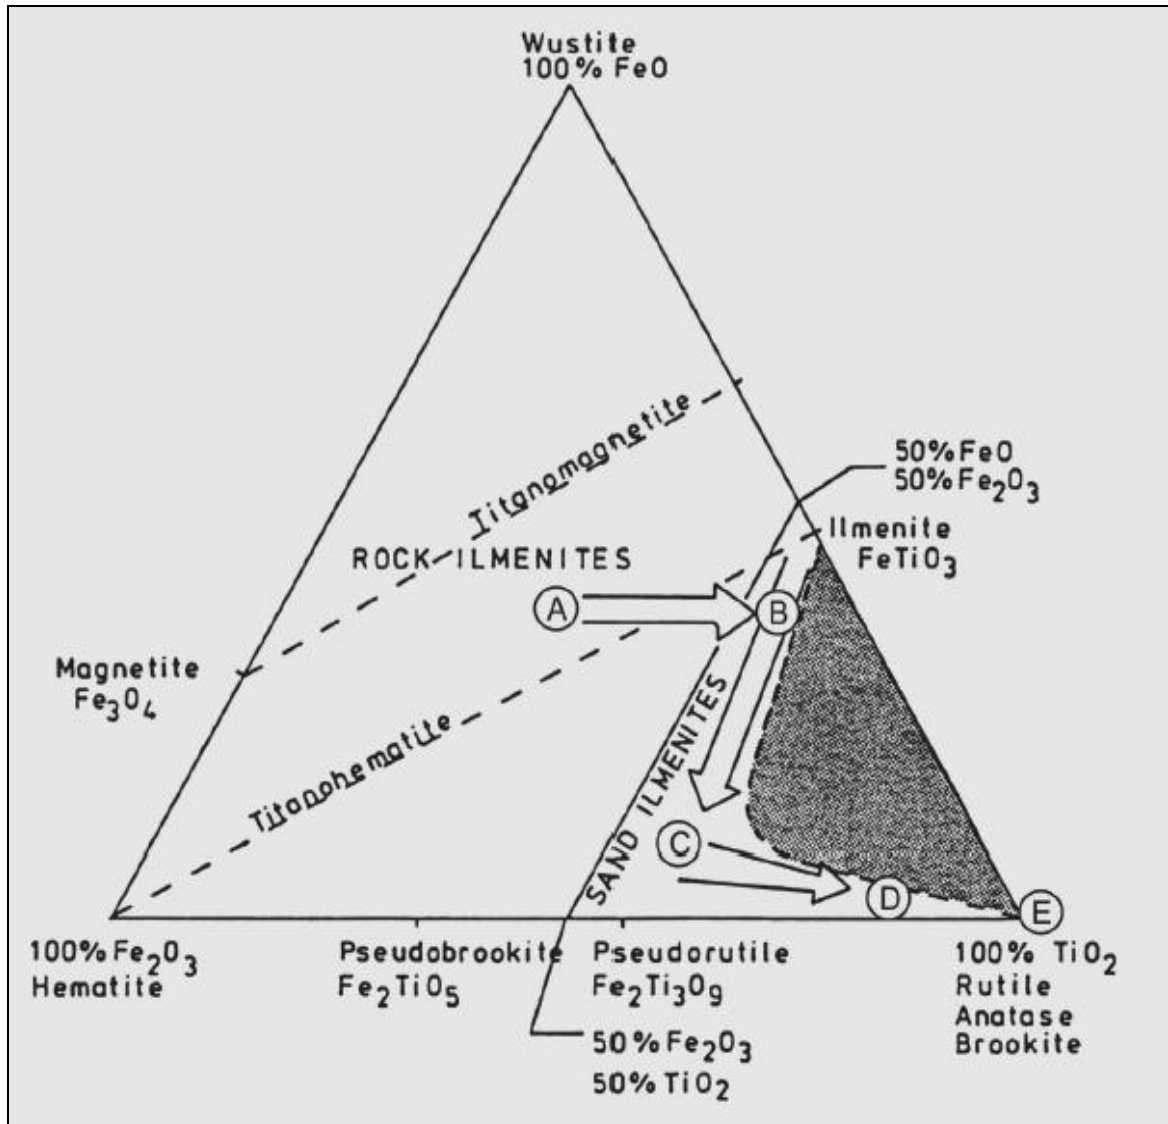 Wustite
100% FeO
Titanomagnetite
50%FeO
50%Fe2O3
Ilmenite
FeTiO3
ROCK ILMENITES
A
B
Magnetite
Fe3O4
Titanohematite
SAND ILMENITES
C
D
E
100%Fe2O3
Hematite
Pseudobrookite
Fe2TiO5
Pseudorutile
Fe2Ti3O9
100% TiO2
Rutile
Anatase
Brookite
50%Fe2O3
50%TiO2